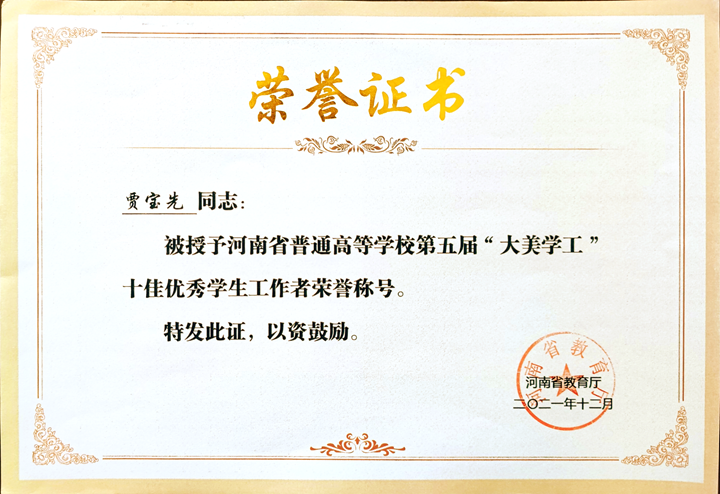 荣誉证书
贾宝先 同志：
被授予河南省普通高等学校第五届“大美学工”
十佳优秀学生工作者荣誉称号。
特发此证，以资鼓励。
河南省教育厅
河南省教育厅
二〇二一年十二月